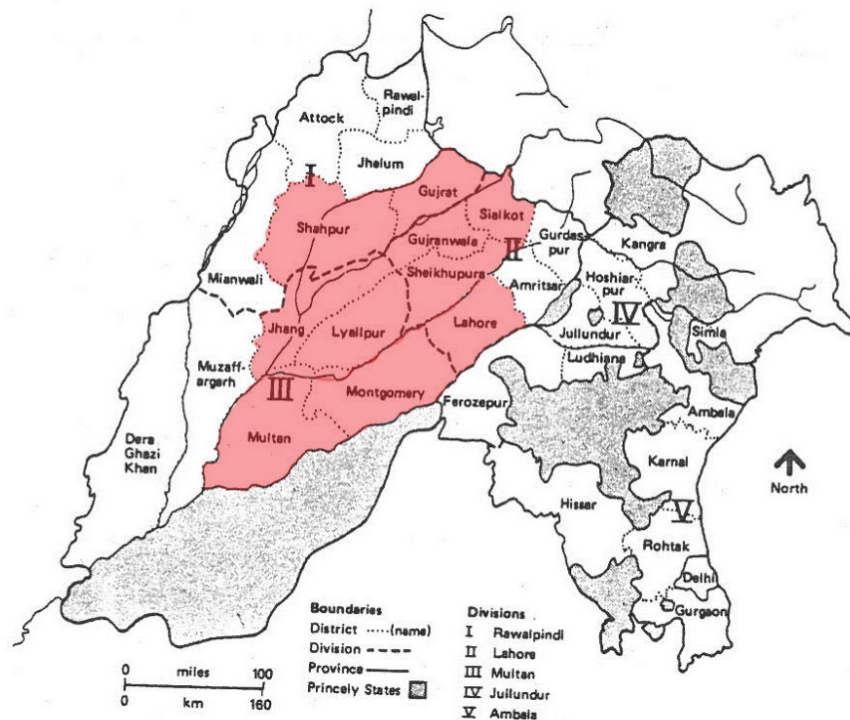 Rawal-
pindi
Attock
Jhelum
I
Gujrat
Shahpur
Sialkot
Gurdas-
pur
Gujranwala
II
Kangra
Mianwali
Sheikhupura
Amritsar
Hoshiar-
pur
Jhang
Lyallpur
Lahore
Jullundur
IV
Simla
Muzaff-
argarh
III
Montgomery
Ludhiana
Ferozepur
Ambala
Multan
Dera
Ghazi
Khan
Karnal
North
Hissar
V
Rohtak
Delhi
Gurgaon
Boundaries
District (name)
Division
Province
Princely States
Divisions
I Rawalpindi
II Lahore
III Multan
IV Jullundur
V Ambala
0 miles 100
0 km 160